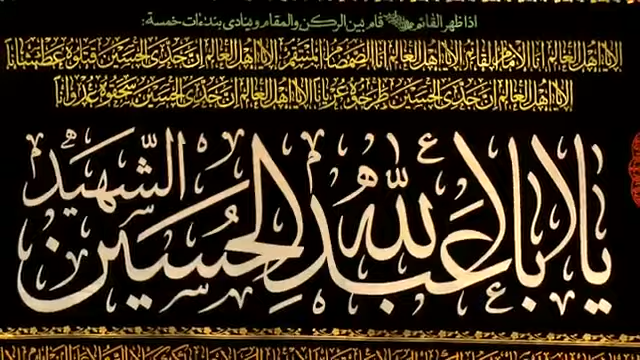 اذا ظهر القائم قام بين الركن والمقام وينادي بنداءات خمسة:
الا يا اهل العالم انا الامام القائم الا يا اهل العالم انا الصمصام المنتقم الا يا اهل العالم ان جدي الحسين قتلوه عطشانا
الا يا اهل العالم ان جدي الحسين طرحوه عريانا الا يا اهل العالم ان جدي الحسين سحقوه عدوانا
يا ابا عبد الله الحسين الشهيد